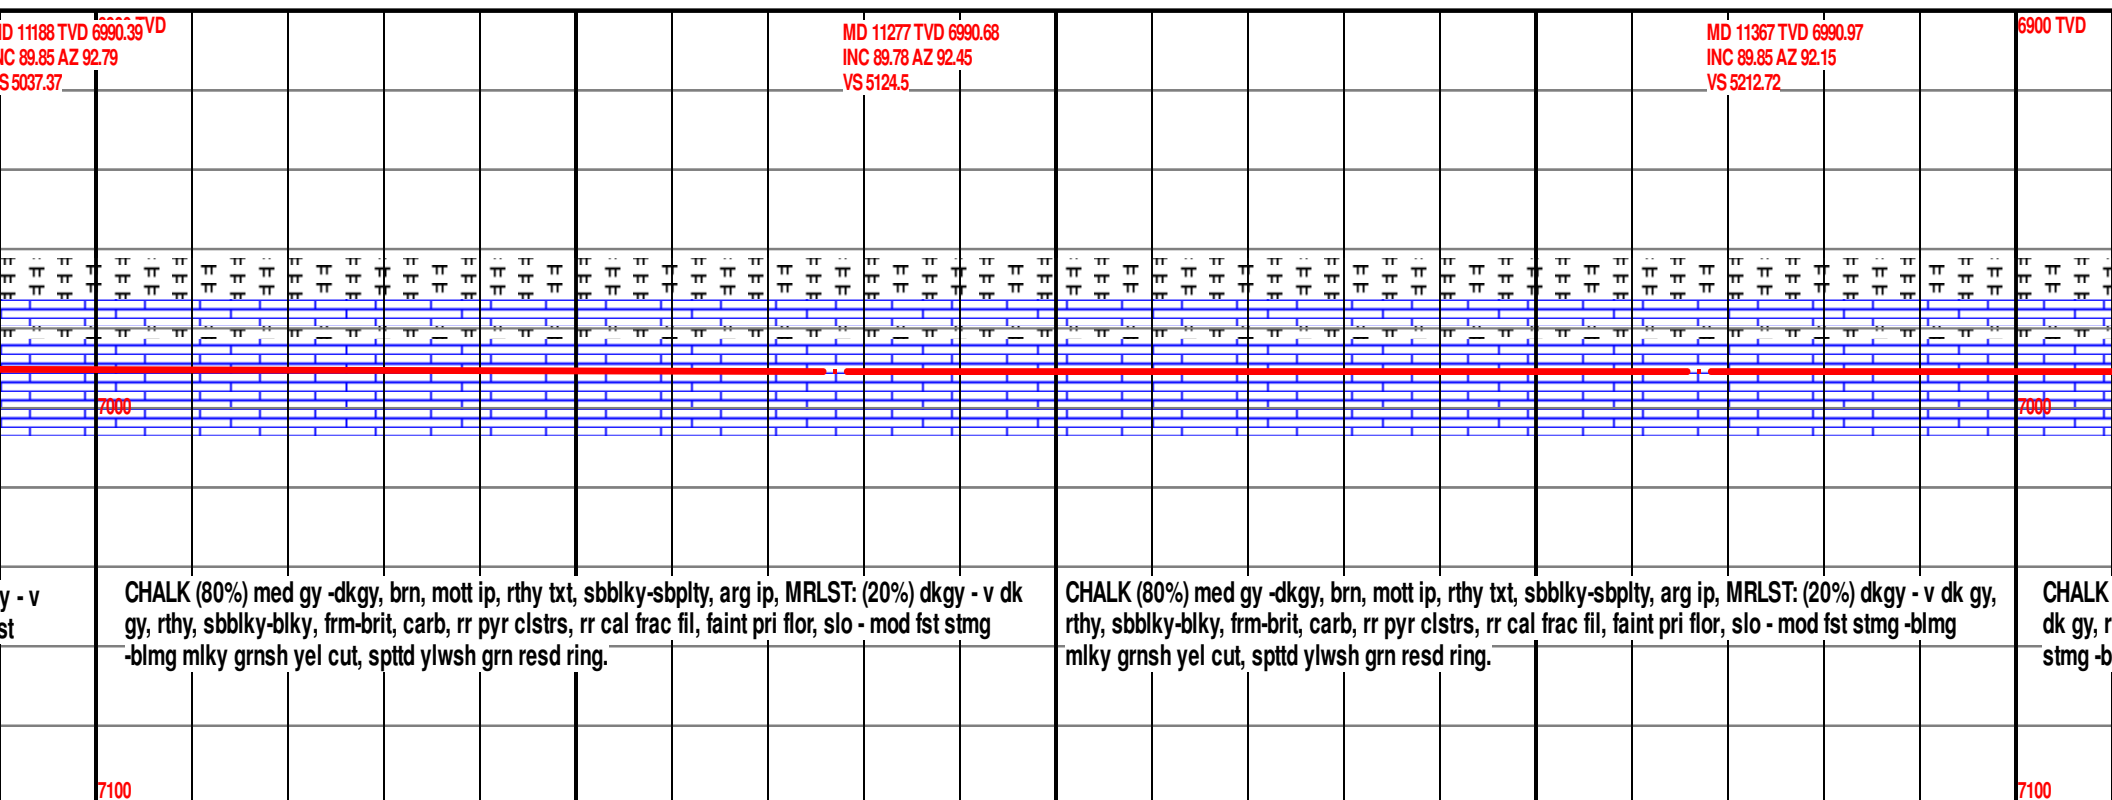 MD 11188 TVD 6990.39
INC 89.85 AZ 92.79
VS 5037.37
TVD
MD 11277 TVD 6990.68
INC 89.78 AZ 92.45
VS 5124.5
MD 11367 TVD 6990.97
INC 89.85 AZ 92.15
VS 5212.72
6900 TVD
7000
7000
y - v
st
CHALK (80%) med gy -dkgy, brn, mott ip, rthy txt, sbblky-sbplty, arg ip, MRLST: (20%) dkgy - v dk
gy, rthy, sbblky-blky, frm-brit, carb, rr pyr clstrs, rr cal frac fil, faint pri flor, slo - mod fst stmg
-blmg mlky grnsh yel cut, spttd ylwsh grn resd ring.
CHALK (80%) med gy -dkgy, brn, mott ip, rthy txt, sbblky-sbplty, arg ip, MRLST: (20%) dkgy - v dk gy,
rthy, sbblky-blky, frm-brit, carb, rr pyr clstrs, rr cal frac fil, faint pri flor, slo - mod fst stmg -blmg
mlky grnsh yel cut, spttd ylwsh grn resd ring.
CHALK
dk gy, r
stmg -b
7100
7100